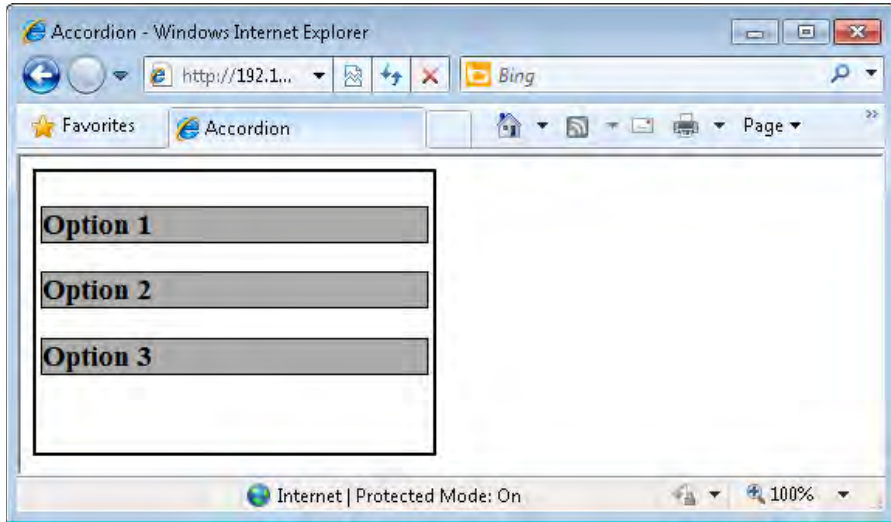 Accordion - Windows Internet Explorer
http://192.1...
Bing
Favorites
Accordion
Page
Option 1
Option 2
Option 3
Internet | Protected Mode: On
100%